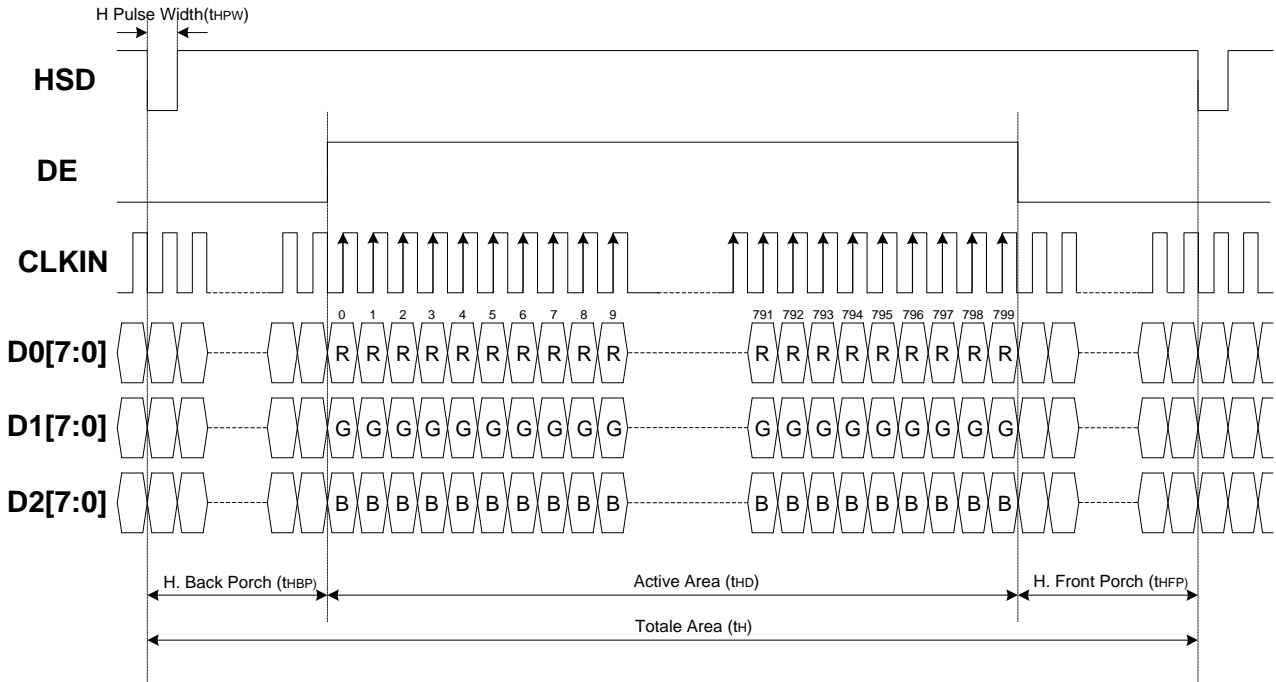 H Pulse Width(tHPW)
HSD
DE
CLKIN
0 1 2 3 4 5 6 7 8 9 791 792 793 794 795 796 797 798 799
D0[7:0] R R R R R R R R R R R R R R R R R R R
D1[7:0] G G G G G G G G G G G G G G G G G G G
D2[7:0] B B B B B B B B B B B B B B B B B B B
H. Back Porch (tHBP) Active Area (tHD) H. Front Porch (tHFP)
Totale Area (tH)